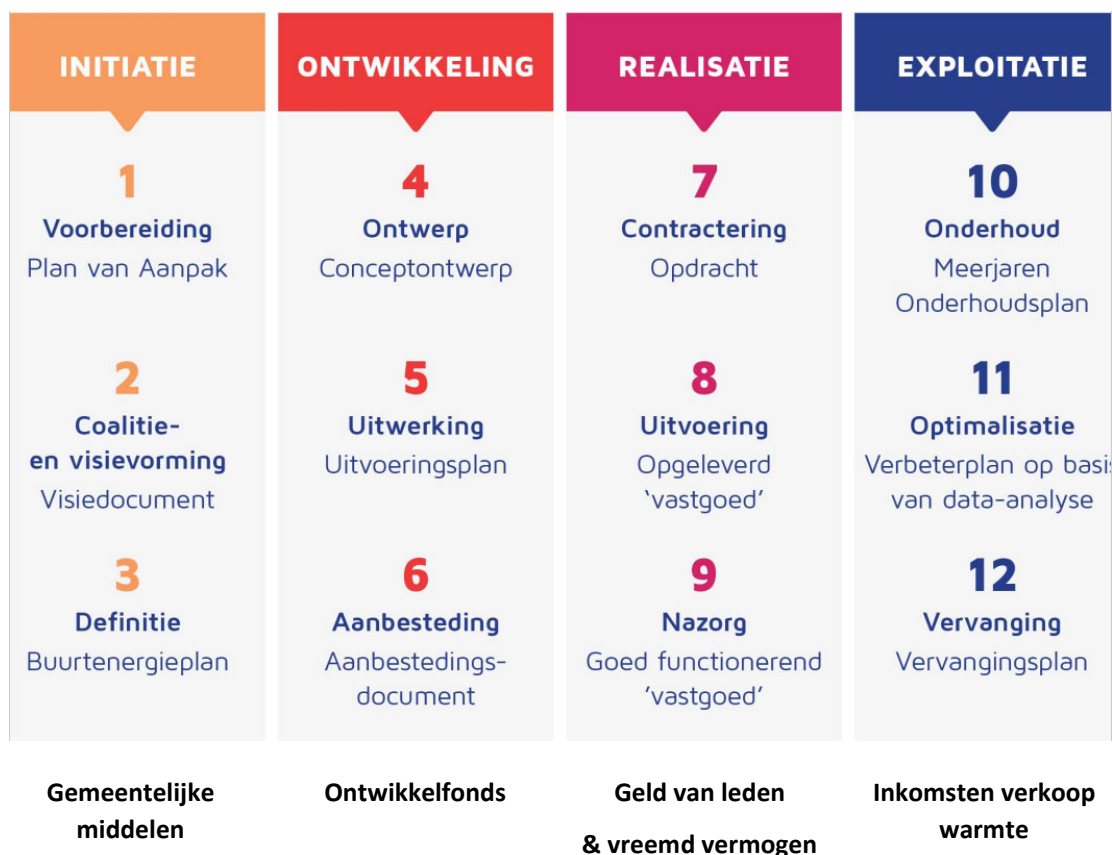 INITIATIE
1
Voorbereiding
Plan van Aanpak
2
Coalitie-
en visievorming
Visiedocument
3
Definitie
Buurtenergieplan
Gemeentelijke
middelen
ONTWIKKELING
4
Ontwerp
Conceptontwerp
5
Uitwerking
Uitvoeringsplan
6
Aanbesteding
Aanbestedings-
document
Ontwikkelfonds
REALISATIE
7
Contractering
Opdracht
8
Uitvoering
Opgeleverd
‘vastgoed’
9
Nazorg
Goed functionerend
‘vastgoed’
Geld van leden
& vreemd vermogen
EXPLOITATIE
10
Onderhoud
Meerjaren
Onderhoudsplan
11
Optimalisatie
Verbeterplan op basis
van data-analyse
12
Vervanging
Vervangingsplan
Inkomsten verkoop
warmte